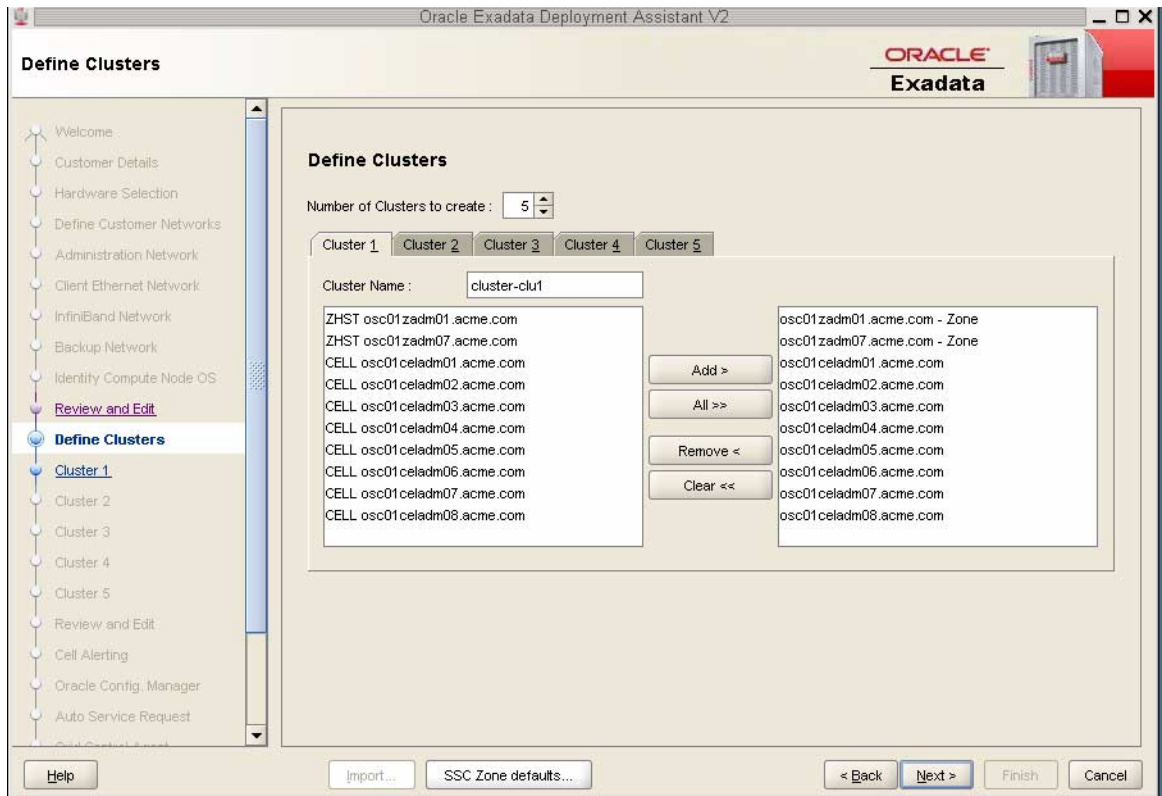 Oracle Exadata Deployment Assistant V2
Define Clusters
ORACLE
Exadata
Welcome
Customer Details
Hardware Selection
Define Customer Networks
Administration Network
Client Ethernet Network
InfiniBand Network
Backup Network
Identify Compute Node OS
Review and Edit
Define Clusters
Cluster 1
Cluster 2
Cluster 3
Cluster 4
Cluster 5
Review and Edit
Cell Alerting
Oracle Config. Manager
Auto Service Request
Define Clusters
Number of Clusters to create : 5
Cluster 1 Cluster 2 Cluster 3 Cluster 4 Cluster 5
Cluster Name : cluster-clu1
ZHST osc01zadm01.acme.com
ZHST osc01zadm07.acme.com
CELL osc01celadm01.acme.com
CELL osc01celadm02.acme.com
CELL osc01celadm03.acme.com
CELL osc01celadm04.acme.com
CELL osc01celadm05.acme.com
CELL osc01celadm06.acme.com
CELL osc01celadm07.acme.com
CELL osc01celadm08.acme.com
Add >
All >>
Remove <
Clear <<
osc01zadm01.acme.com - Zone
osc01zadm07.acme.com - Zone
osc01celadm01.acme.com
osc01celadm02.acme.com
osc01celadm03.acme.com
osc01celadm04.acme.com
osc01celadm05.acme.com
osc01celadm06.acme.com
osc01celadm07.acme.com
osc01celadm08.acme.com
Help Import... SSC Zone defaults... < Back Next > Finish Cancel